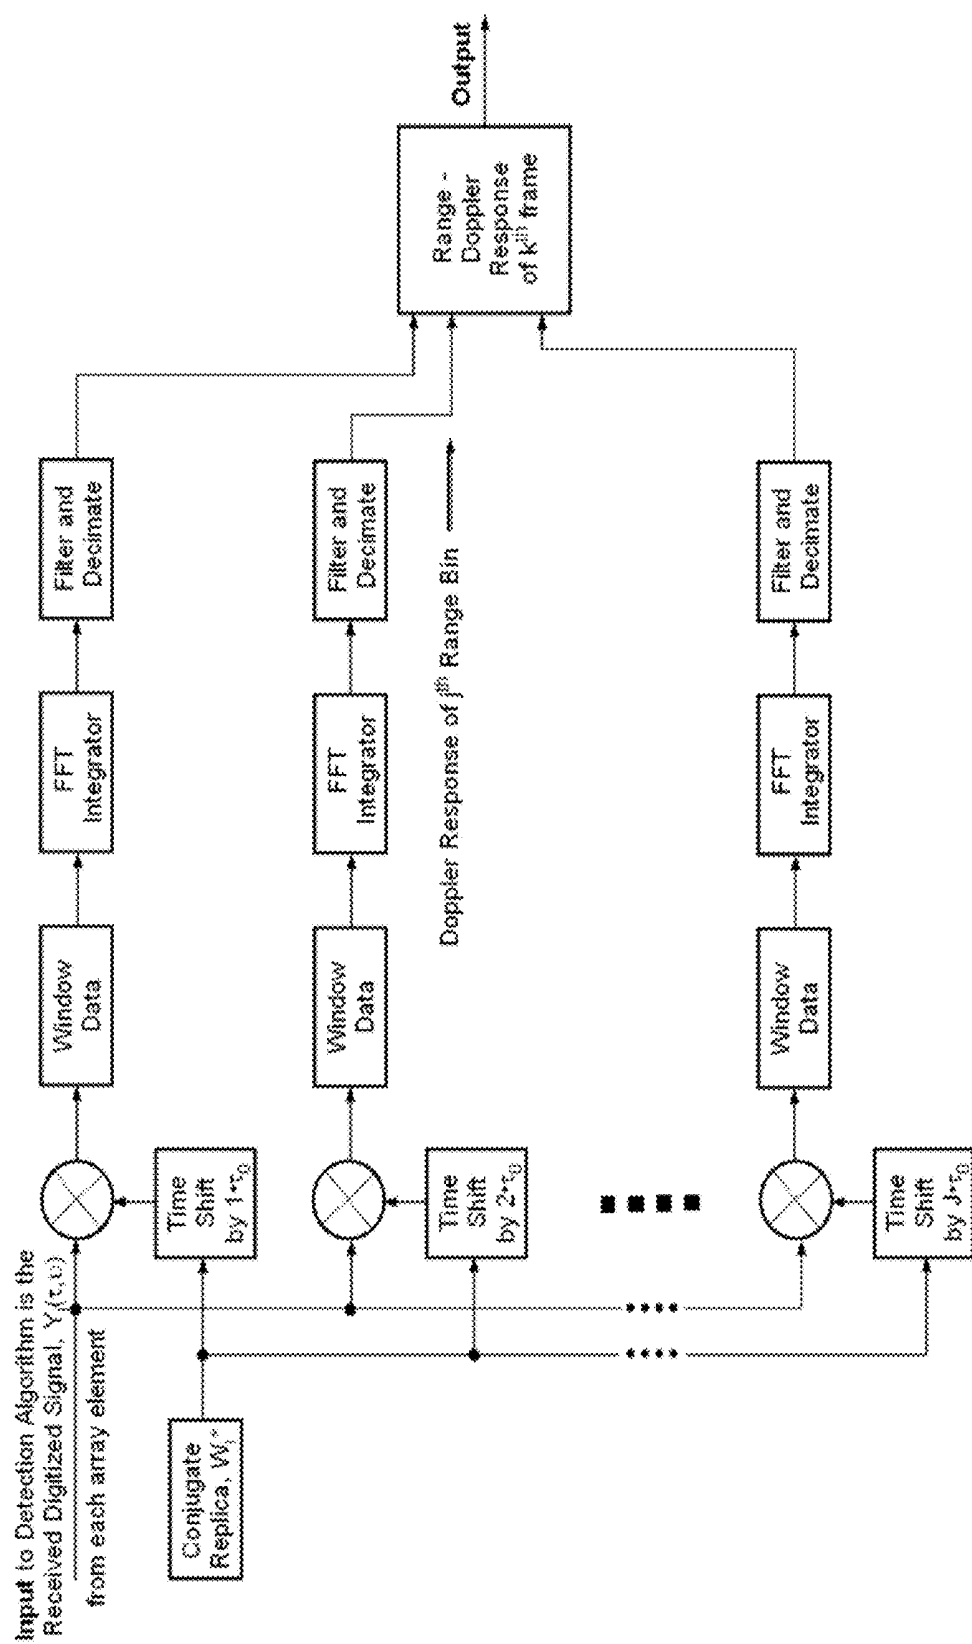 Input to Detection Algorithm is the
Received Digitized Signal, Y(τ,υ)
from each array element
Conjugate
Replica, W
Time
Shift
by 1•τ0
Window
Data
FFT
Integrator
Filter and
Decimate
Time
Shift
by 2•τ0
Window
Data
FFT
Integrator
Filter and
Decimate
Doppler Response of jth Range Bin
Time
Shift
by J•τ0
Window
Data
FFT
Integrator
Filter and
Decimate
Range -
Doppler
Response
of kth frame
Output